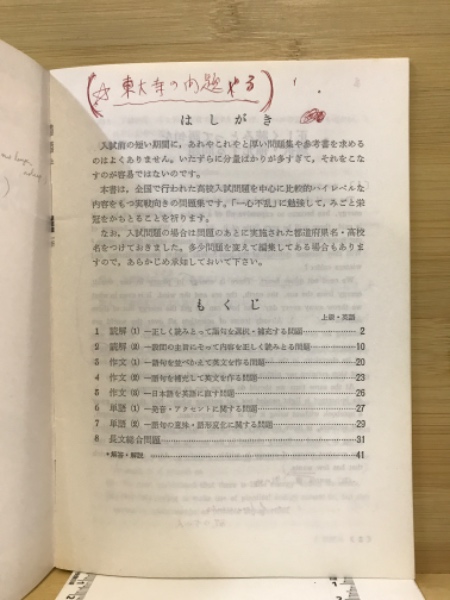 (☆ 東大寺の問題やる)
はしがき
入試前の短い期間に,あれやこれやと厚い問題集や参考書を求める
のはよくありません。いたずらに分量ばかりが多すぎて,それをこな
すのが容易ではないのです。
本書は,全国で行われた高校入試問題を中心に比較的ハイレベルな
内容をもつ実戦向きの問題集です。「一心不乱」に勉強して,みごと栄
冠をかちとることを祈ります。
なお,入試問題の場合は問題のあとに実施された都道府県名・高校
名をつけておきました。多少問題を変えて編集してある場合もありま
すので,あらかじめ承知しておいて下さい。
もくじ
上級・英語
1 読解(Ⅰ)—正しく読みとって語句を選択・補充する問題……2
2 読解(Ⅱ)—設問の主旨にそって内容を正しく読みとる問題……10
3 作文(Ⅰ)—語句を並べかえて英文を作る問題……20
4 作文(Ⅱ)—語句を補充して英文を作る問題……23
5 作文(Ⅲ)—日本語を英語に直す問題……26
6 単語(Ⅰ)—発音・アクセントに関する問題……27
7 単語(Ⅱ)—語句の意味・語形変化に関する問題……29
8 長文総合問題……31
・解答・解説……41